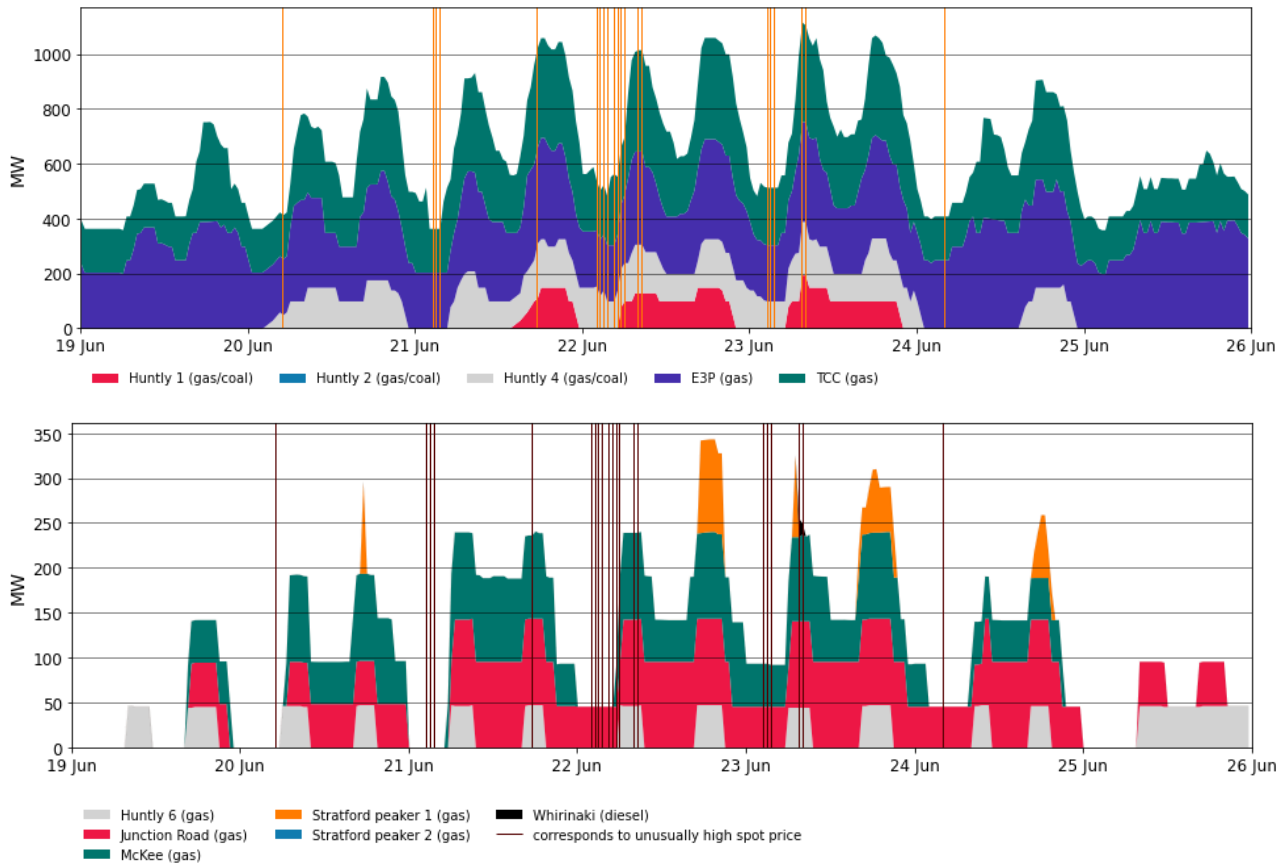 1000
800
600
400
200
0
MW
19 Jun 20 Jun 21 Jun 22 Jun 23 Jun 24 Jun 25 Jun 26 Jun
Huntly 1 (gas/coal) Huntly 2 (gas/coal) Huntly 4 (gas/coal) E3P (gas) TCC (gas)
350
300
250
200
150
100
50
0
MW
19 Jun 20 Jun 21 Jun 22 Jun 23 Jun 24 Jun 25 Jun 26 Jun
Huntly 6 (gas) Stratford peaker 1 (gas) Whirinaki (diesel)
Junction Road (gas) Stratford peaker 2 (gas) corresponds to unusually high spot price
McKee (gas)